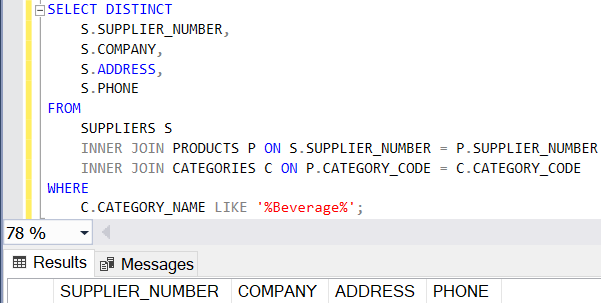 SELECT DISTINCT
S.SUPPLIER_NUMBER,
S.COMPANY,
S.ADDRESS,
S.PHONE
FROM
SUPPLIERS S
INNER JOIN PRODUCTS P ON S.SUPPLIER_NUMBER = P.SUPPLIER_NUMBER
INNER JOIN CATEGORIES C ON P.CATEGORY_CODE = C.CATEGORY_CODE
WHERE
C.CATEGORY_NAME LIKE '%Beverage%';
78 %
Results Messages
SUPPLIER_NUMBER COMPANY ADDRESS PHONE